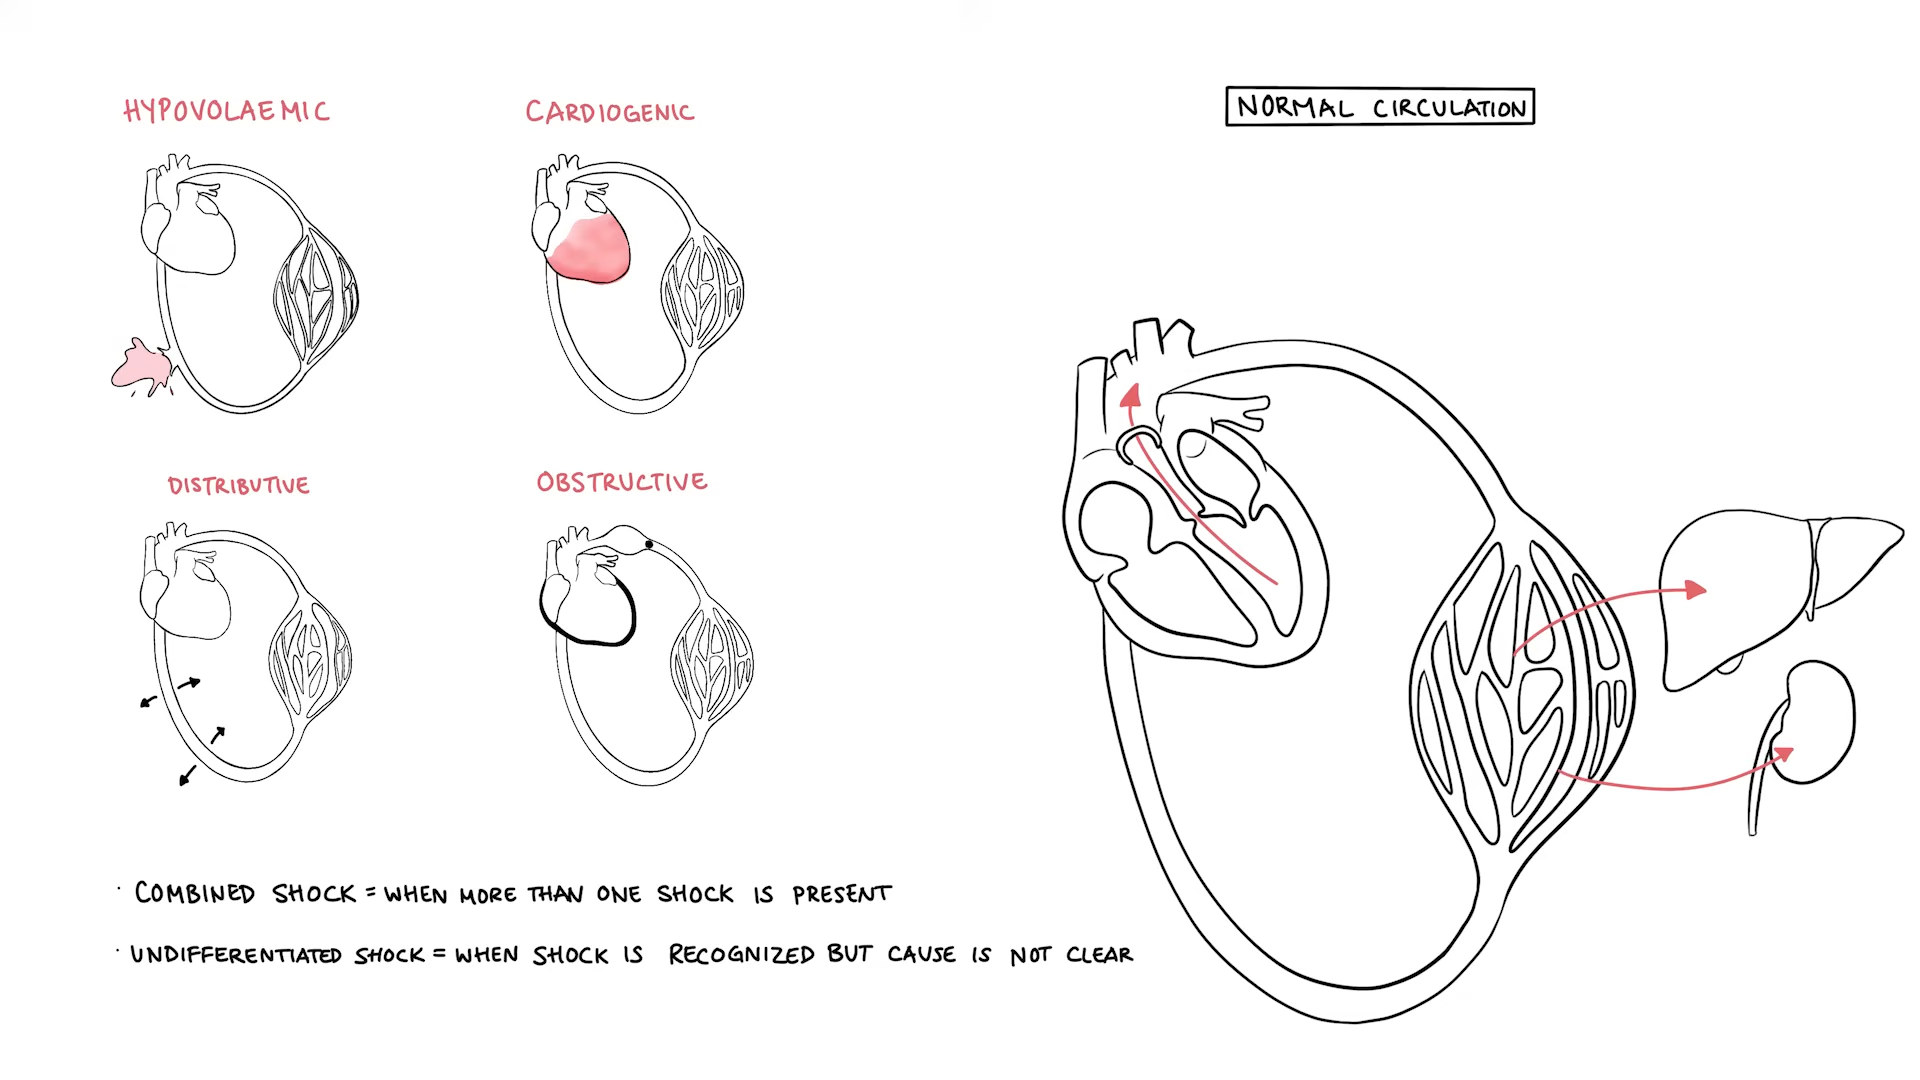 HYPOVOLAEMIC
CARDIOGENIC
NORMAL CIRCULATION
DISTRIBUTIVE
OBSTRUCTIVE
· COMBINED SHOCK = WHEN MORE THAN ONE SHOCK IS PRESENT
· UNDIFFERENTIATED SHOCK = WHEN SHOCK IS RECOGNIZED BUT CAUSE IS NOT CLEAR